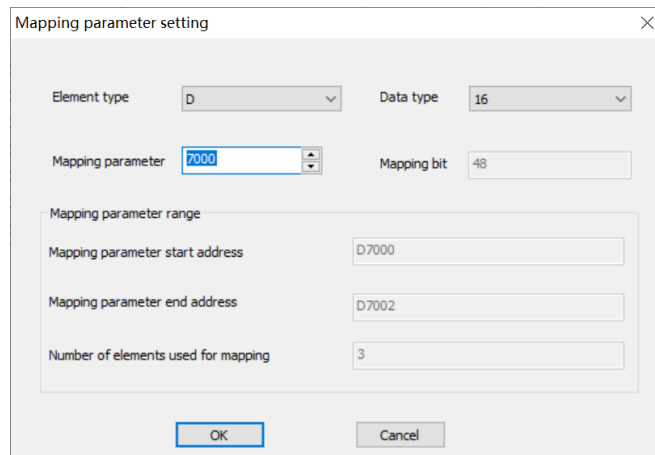 Mapping parameter setting
Element type D Data type 16
Mapping parameter 7000 Mapping bit 48
Mapping parameter range
Mapping parameter start address D7000
Mapping parameter end address D7002
Number of elements used for mapping 3
OK Cancel